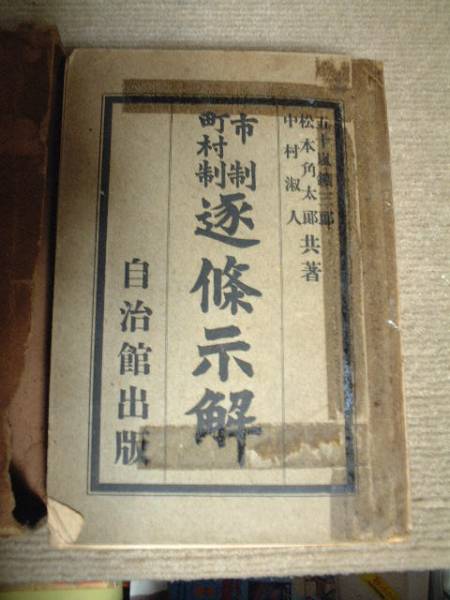 五十嵐鑛三郎
松本角太郎
中村淑人
共著
市制
町村制
逐條示解
自治館出版